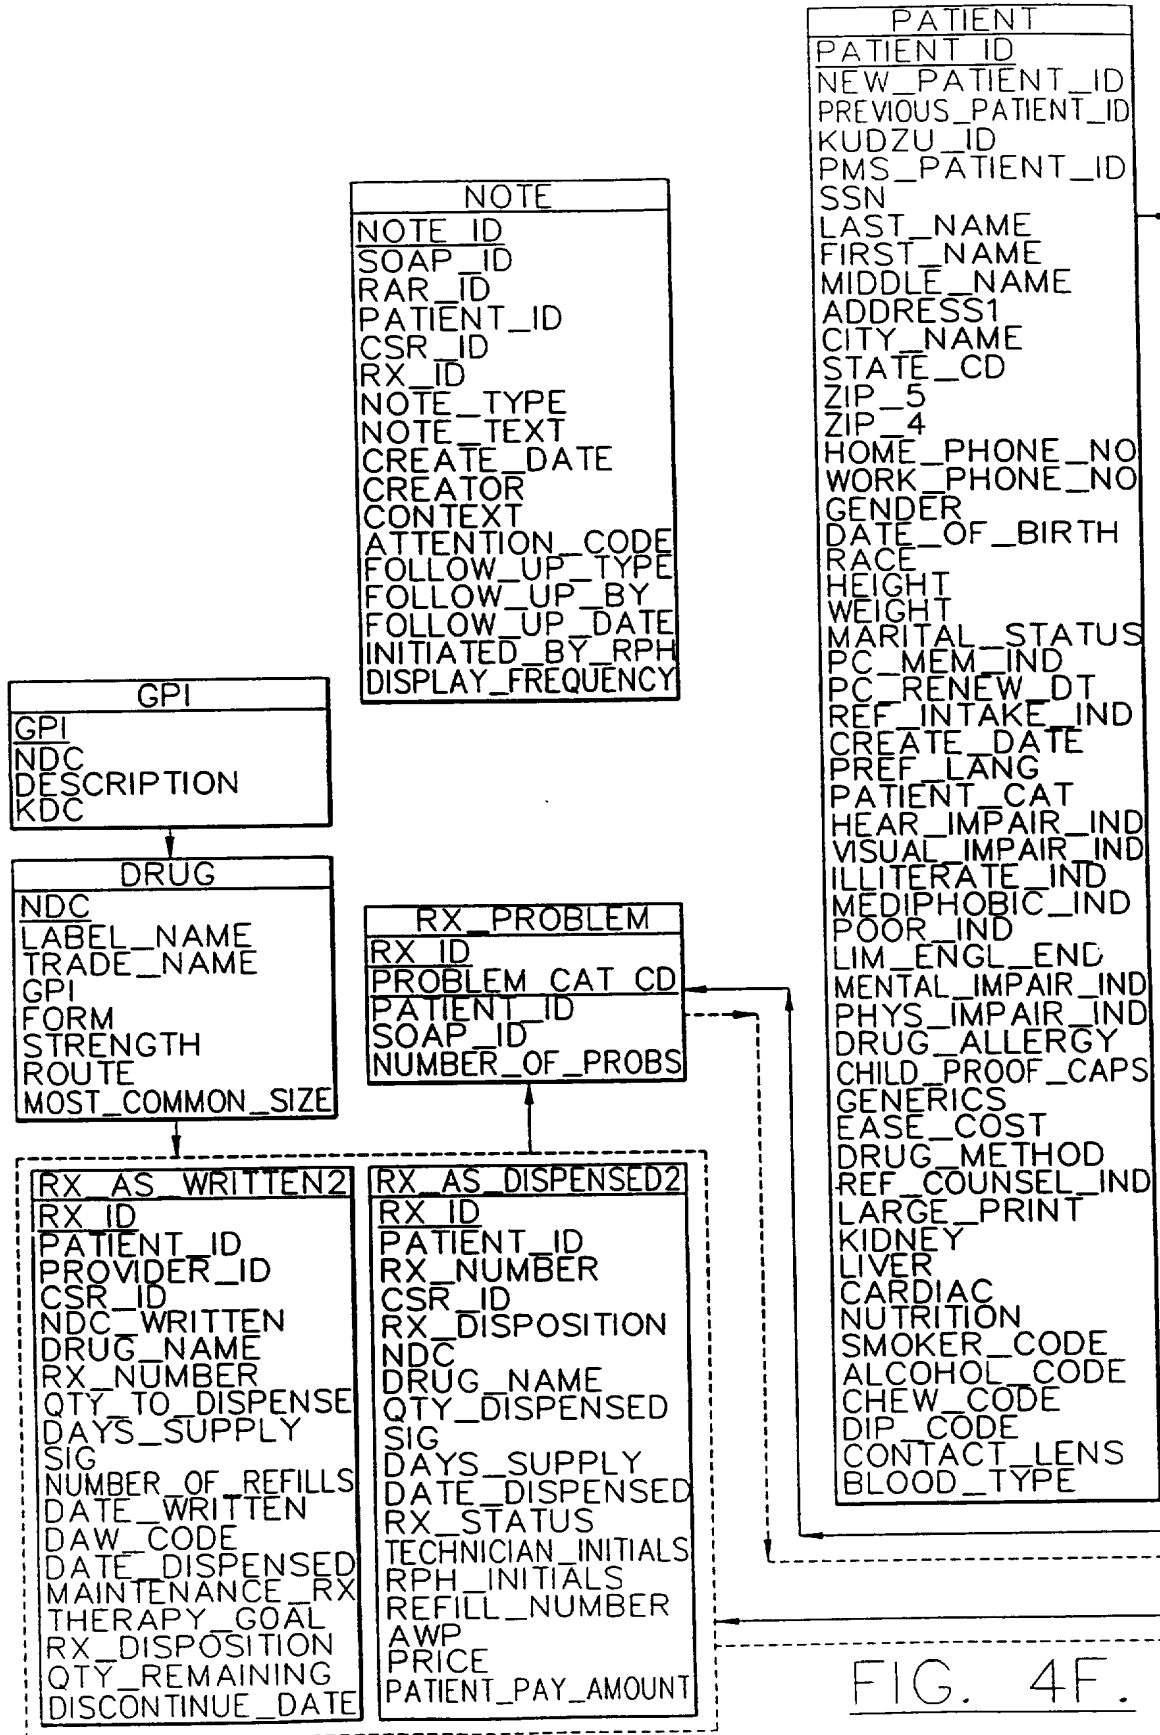 PATIENT
PATIENT_ID
NEW_PATIENT_ID
PREVIOUS_PATIENT_ID
KUDZU_ID
PMS_PATIENT_ID
SSN
LAST_NAME
FIRST_NAME
MIDDLE_NAME
ADDRESS1
CITY_NAME
STATE_CD
ZIP_5
ZIP_4
HOME_PHONE_NO
WORK_PHONE_NO
GENDER
DATE_OF_BIRTH
RACE
HEIGHT
WEIGHT
MARITAL_STATUS
PC_MEM_IND
PC_RENEW_DT
REF_INTAKE_IND
CREATE_DATE
PREF_LANG
PATIENT_CAT
HEAR_IMPAIR_IND
VISUAL_IMPAIR_IND
ILLITERATE_IND
MEDIPHOBIC_IND
POOR_IND
LIM_ENGL_END
MENTAL_IMPAIR_IND
PHYS_IMPAIR_IND
DRUG_ALLERGY
CHILD_PROOF_CAPS
GENERICS
EASE_COST
DRUG_METHOD
REF_COUNSEL_IND
LARGE_PRINT
KIDNEY
LIVER
CARDIAC
NUTRITION
SMOKER_CODE
ALCOHOL_CODE
CHEW_CODE
DIP_CODE
CONTACT_LENS
BLOOD_TYPE
NOTE
NOTE_ID
SOAP_ID
RAR_ID
PATIENT_ID
CSR_ID
RX_ID
NOTE_TYPE
NOTE_TEXT
CREATE_DATE
CREATOR
CONTEXT
ATTENTION_CODE
FOLLOW_UP_TYPE
FOLLOW_UP_BY
FOLLOW_UP_DATE
INITIATED_BY_RPH
DISPLAY_FREQUENCY
GPI
GPI
NDC
DESCRIPTION
KDC
DRUG
NDC
LABEL_NAME
TRADE_NAME
GPI
FORM
STRENGTH
ROUTE
MOST_COMMON_SIZE
RX_PROBLEM
RX_ID
PROBLEM_CAT_CD
PATIENT_ID
SOAP_ID
NUMBER_OF_PROBS
RX_AS_WRITTEN2
RX_ID
PATIENT_ID
PROVIDER_ID
CSR_ID
NDC_WRITTEN
DRUG_NAME
RX_NUMBER
QTY_TO_DISPENSE
DAYS_SUPPLY
SIG
NUMBER_OF_REFILLS
DATE_WRITTEN
DAW_CODE
DATE_DISPENSED
MAINTENANCE_RX
THERAPY_GOAL
RX_DISPOSITION
QTY_REMAINING
DISCONTINUE_DATE
RX_AS_DISPENSED2
RX_ID
PATIENT_ID
RX_NUMBER
CSR_ID
RX_DISPOSITION
NDC
DRUG_NAME
QTY_DISPENSED
SIG
DAYS_SUPPLY
DATE_DISPENSED
RX_STATUS
TECHNICIAN_INITIALS
RPH_INITIALS
REFILL_NUMBER
AWP
PRICE
PATIENT_PAY_AMOUNT
FIG. 4F.